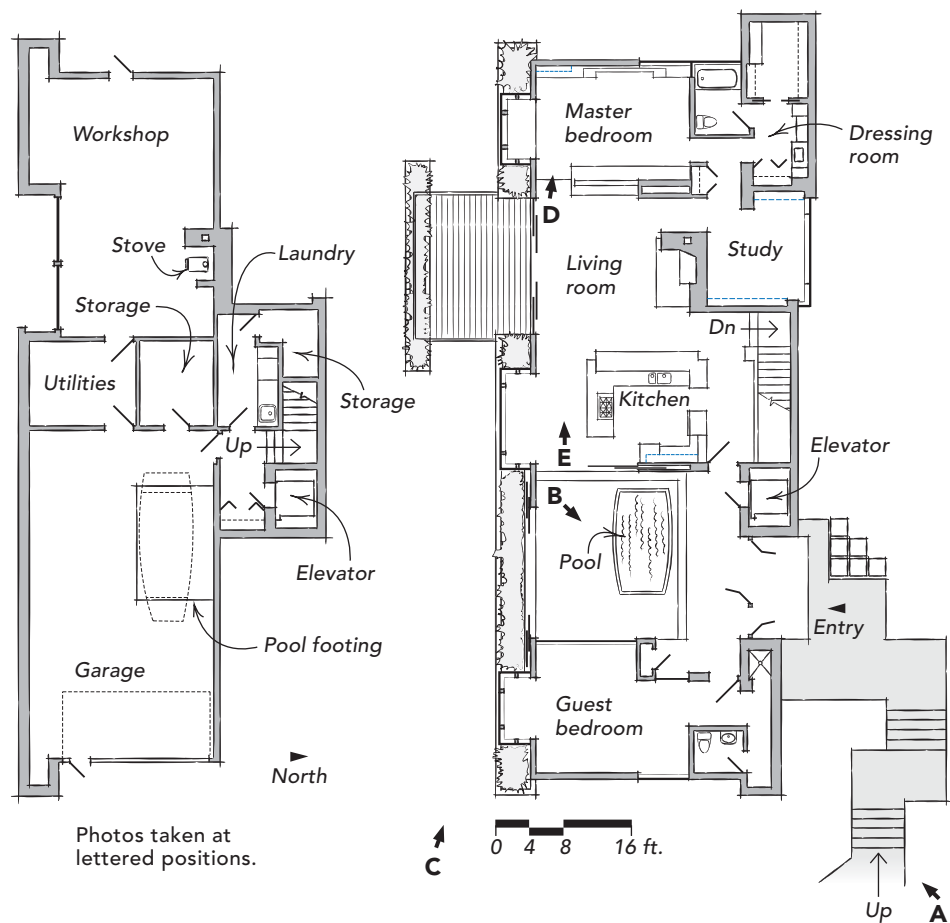 Workshop
Stove
Laundry
Storage
Utilities
Storage
Up
Elevator
Pool footing
Garage
North
Photos taken at
lettered positions.
Master
bedroom
Dressing
room
D
Living
room
Study
Dn
Kitchen
E
Elevator
B
Pool
Entry
Guest
bedroom
C
0 4 8 16 ft.
Up
A